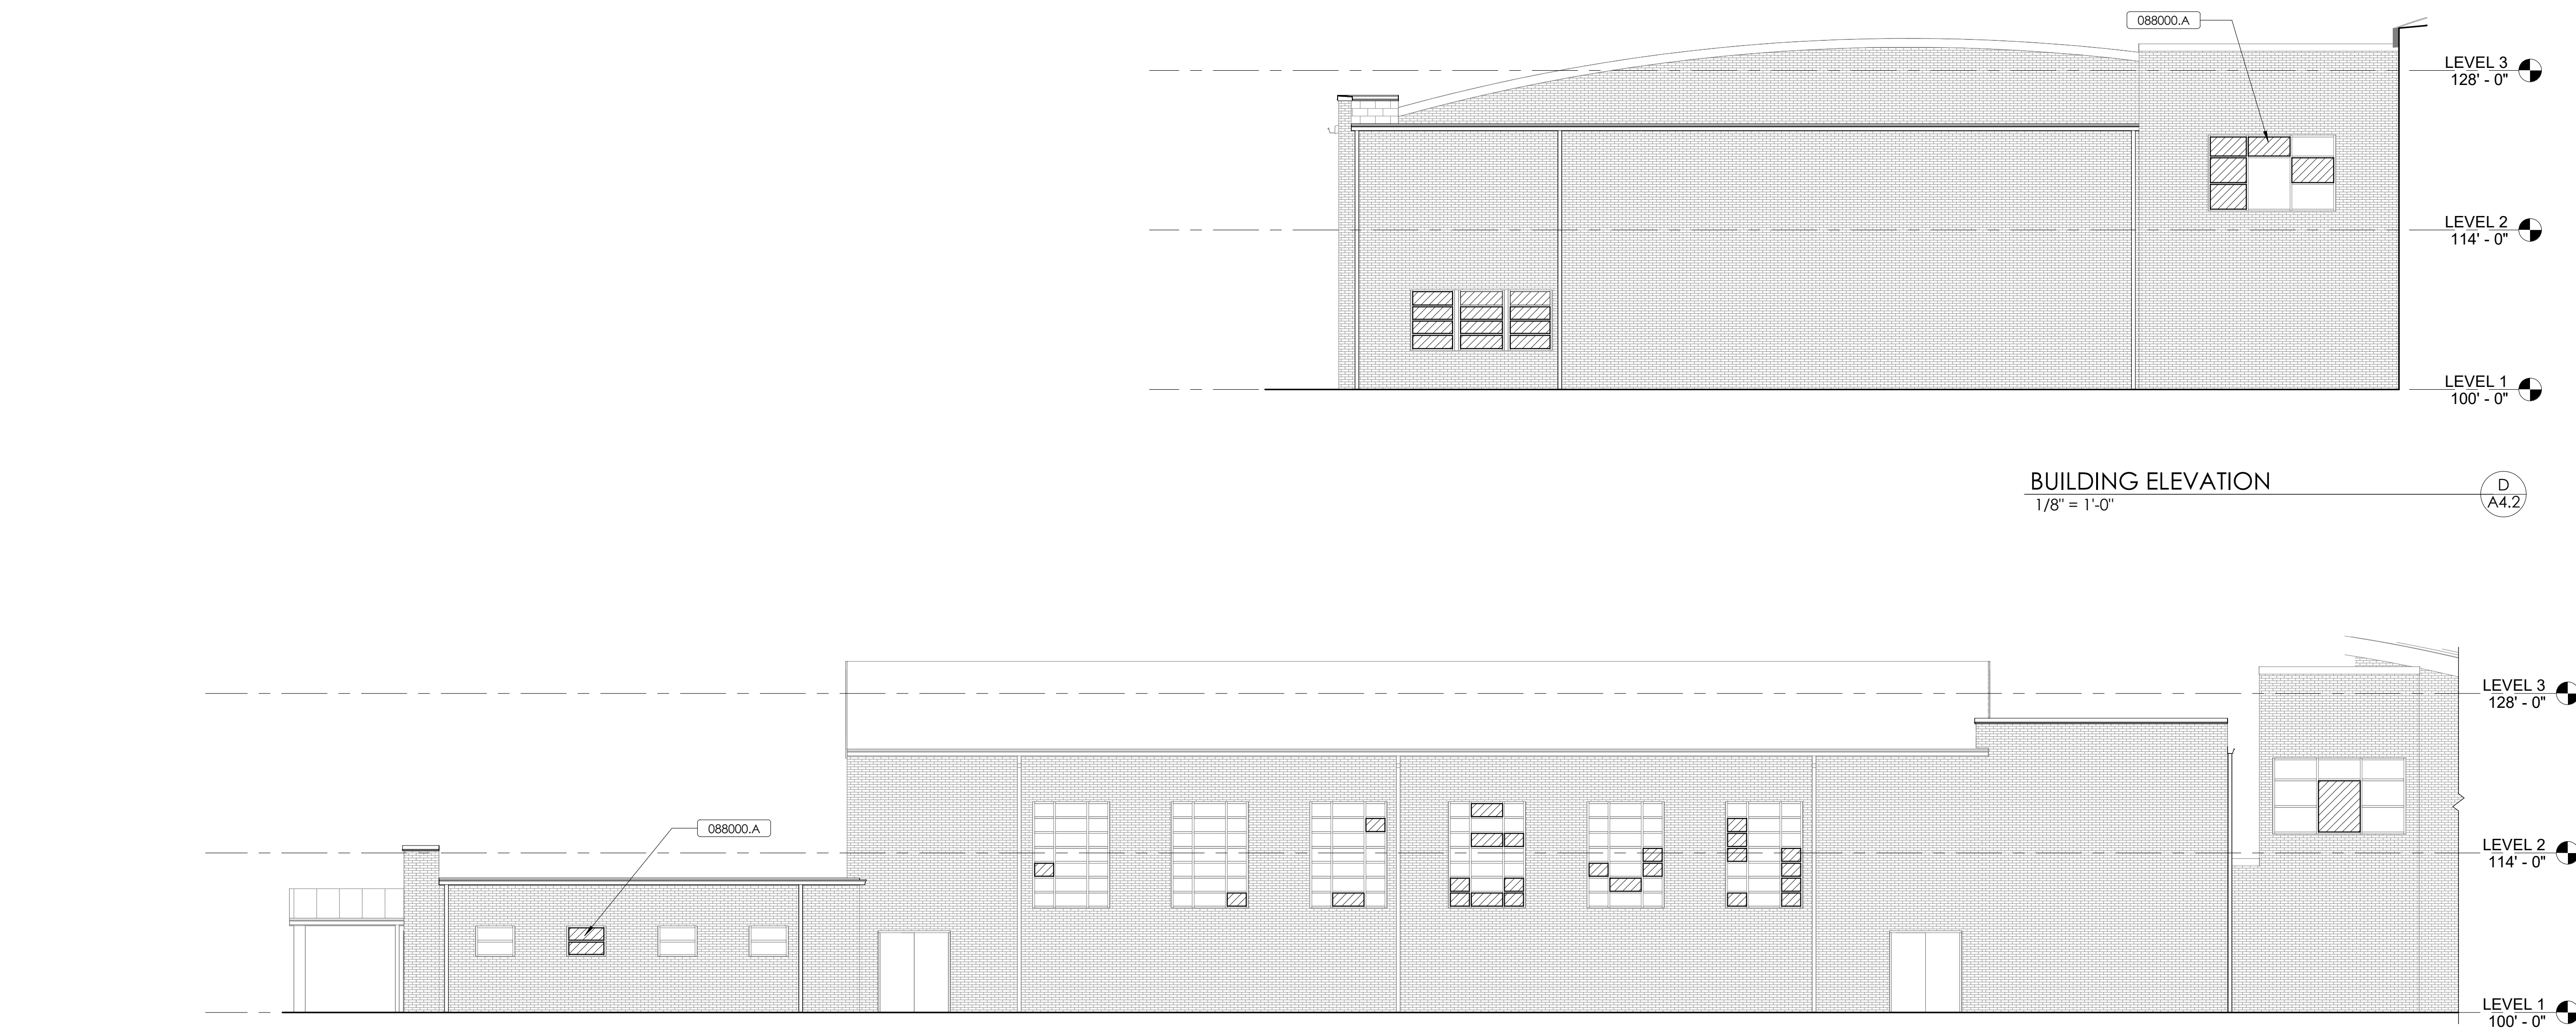 088000.A
LEVEL 3
128' - 0"
LEVEL 2
114' - 0"
LEVEL 1
100' - 0"
BUILDING ELEVATION
1/8" = 1'-0"
D
A4.2
LEVEL 3
128' - 0"
088000.A
LEVEL 2
114' - 0"
LEVEL 1
100' - 0"